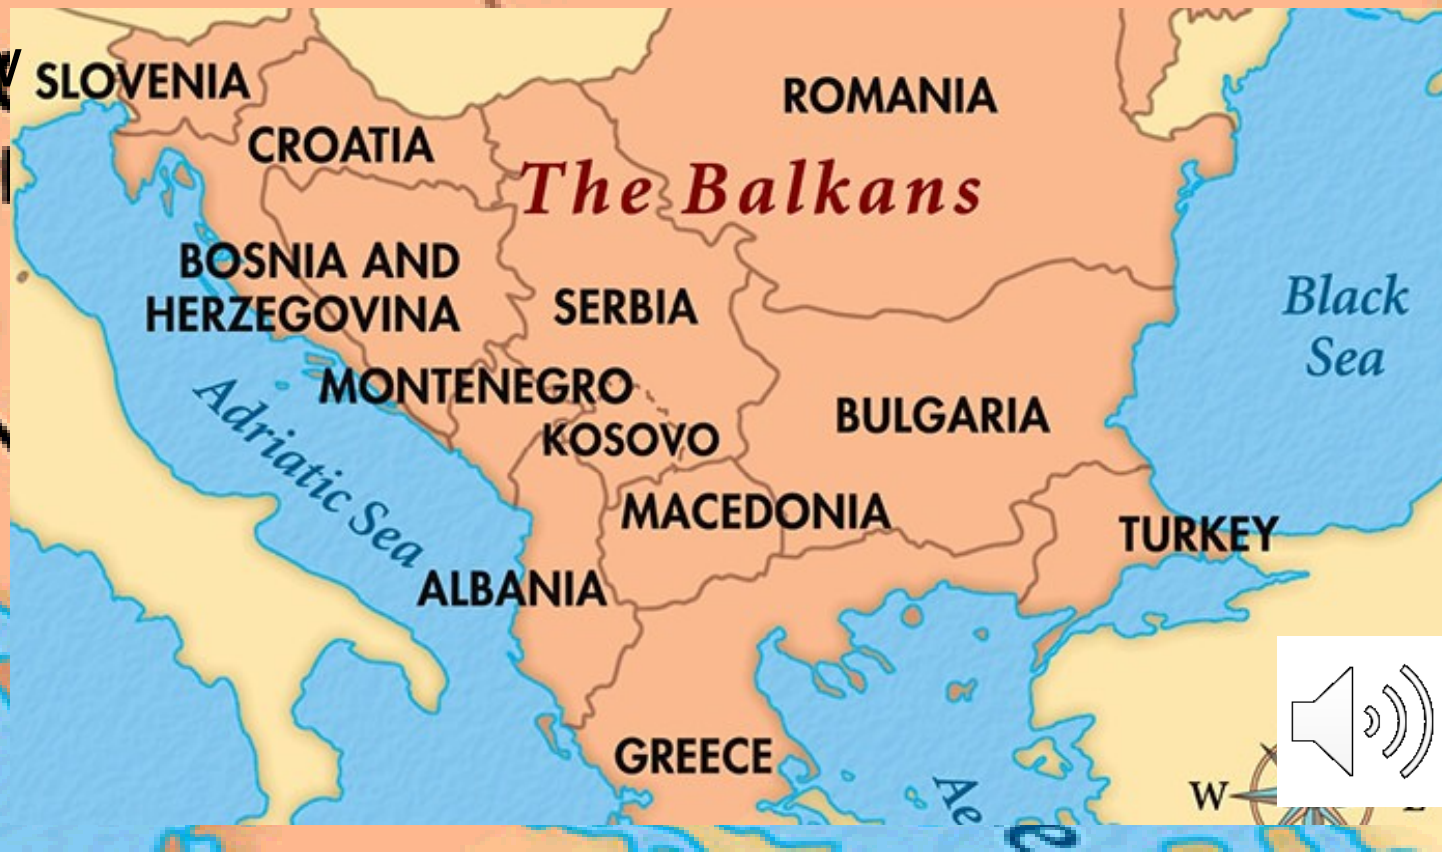 SLOVENIA
ROMANIA
CROATIA
The Balkans
BOSNIA AND
HERZEGOVINA
SERBIA
Black
Sea
MONTENEGRO
BULGARIA
KOSOVO
Adriatic Sea
MACEDONIA
TURKEY
ALBANIA
GREECE
Ae
W